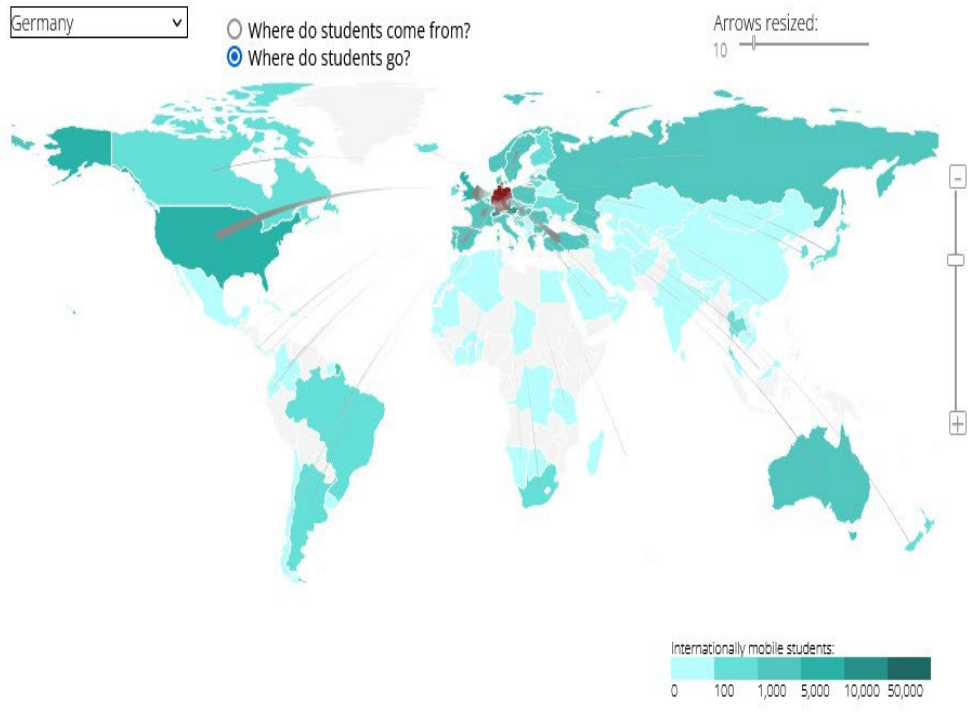 Germany
Where do students come from?
Where do students go?
Arrows resized:
10
-
+
Internationally mobile students:
0 100 1,000 5,000 10,000 50,000